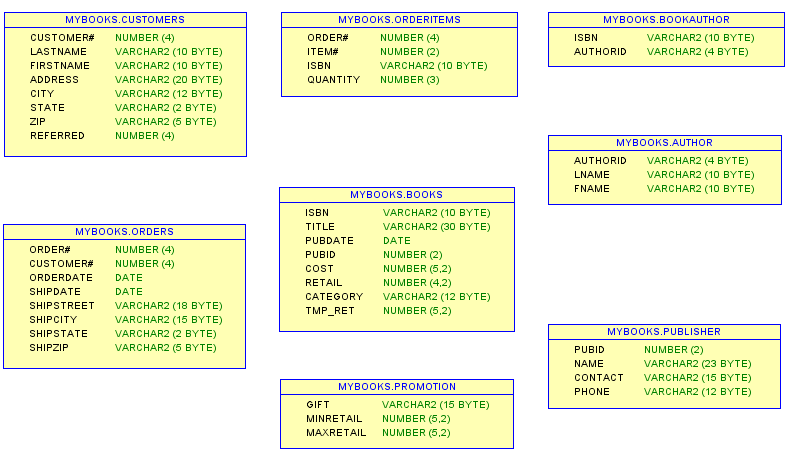 MYBOOKS.CUSTOMERS
CUSTOMER# NUMBER (4)
LASTNAME VARCHAR2 (10 BYTE)
FIRSTNAME VARCHAR2 (10 BYTE)
ADDRESS VARCHAR2 (20 BYTE)
CITY VARCHAR2 (12 BYTE)
STATE VARCHAR2 (2 BYTE)
ZIP VARCHAR2 (5 BYTE)
REFERRED NUMBER (4)
MYBOOKS.ORDERITEMS
ORDER# NUMBER (4)
ITEM# NUMBER (2)
ISBN VARCHAR2 (10 BYTE)
QUANTITY NUMBER (3)
MYBOOKS.BOOKAUTHOR
ISBN VARCHAR2 (10 BYTE)
AUTHORID VARCHAR2 (4 BYTE)
MYBOOKS.AUTHOR
AUTHORID VARCHAR2 (4 BYTE)
LNAME VARCHAR2 (10 BYTE)
FNAME VARCHAR2 (10 BYTE)
MYBOOKS.ORDERS
ORDER# NUMBER (4)
CUSTOMER# NUMBER (4)
ORDERDATE DATE
SHIPDATE DATE
SHIPSTREET VARCHAR2 (18 BYTE)
SHIPCITY VARCHAR2 (15 BYTE)
SHIPSTATE VARCHAR2 (2 BYTE)
SHIPZIP VARCHAR2 (5 BYTE)
MYBOOKS.BOOKS
ISBN VARCHAR2 (10 BYTE)
TITLE VARCHAR2 (30 BYTE)
PUBDATE DATE
PUBID NUMBER (2)
COST NUMBER (5,2)
RETAIL NUMBER (4,2)
CATEGORY VARCHAR2 (12 BYTE)
TMP_RET NUMBER (5,2)
MYBOOKS.PUBLISHER
PUBID NUMBER (2)
NAME VARCHAR2 (23 BYTE)
CONTACT VARCHAR2 (15 BYTE)
PHONE VARCHAR2 (12 BYTE)
MYBOOKS.PROMOTION
GIFT VARCHAR2 (15 BYTE)
MINRETAIL NUMBER (5,2)
MAXRETAIL NUMBER (5,2)